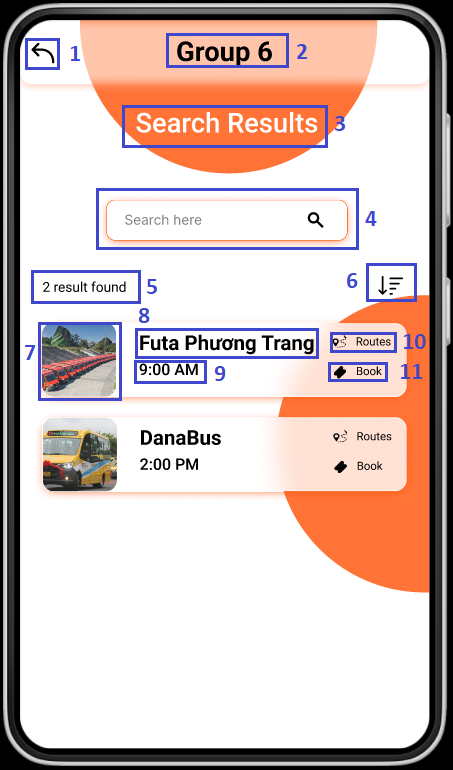 1 Group 6 2
Search Results 3
Search here 4
2 result found 5 6
8
7 Futa Phương Trang Routes 10
9:00 AM 9 Book 11
DanaBus Routes
2:00 PM Book